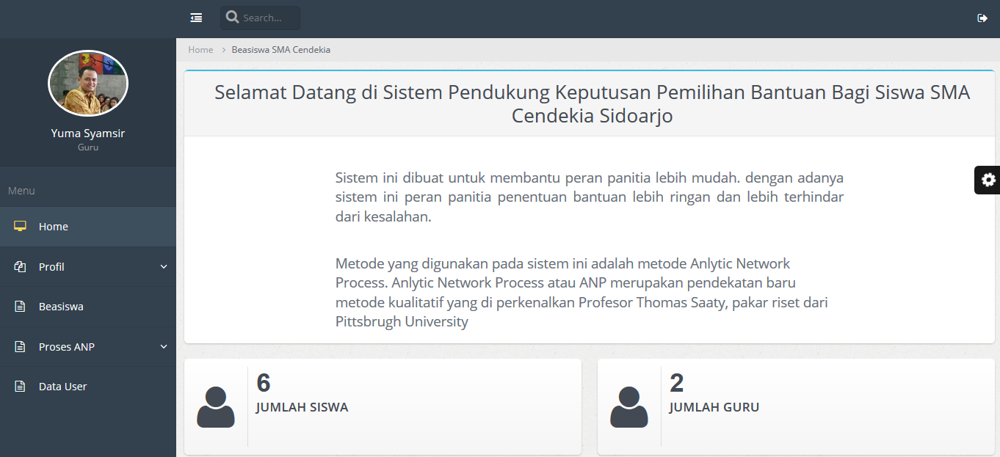 Search...
Home > Beasiswa SMA Cendekia
Yuma Syamsir
Guru
Menu
Home
Profil
Beasiswa
Proses ANP
Data User
Selamat Datang di Sistem Pendukung Keputusan Pemilihan Bantuan Bagi Siswa SMA
Cendekia Sidoarjo
Sistem ini dibuat untuk membantu peran panitia lebih mudah. dengan adanya
sistem ini peran panitia penentuan bantuan lebih ringan dan lebih terhindar
dari kesalahan.
Metode yang digunakan pada sistem ini adalah metode Anlytic Network
Process. Anlytic Network Process atau ANP merupakan pendekatan baru
metode kualitatif yang di perkenalkan Profesor Thomas Saaty, pakar riset dari
Pittsbrugh University
6
JUMLAH SISWA
2
JUMLAH GURU